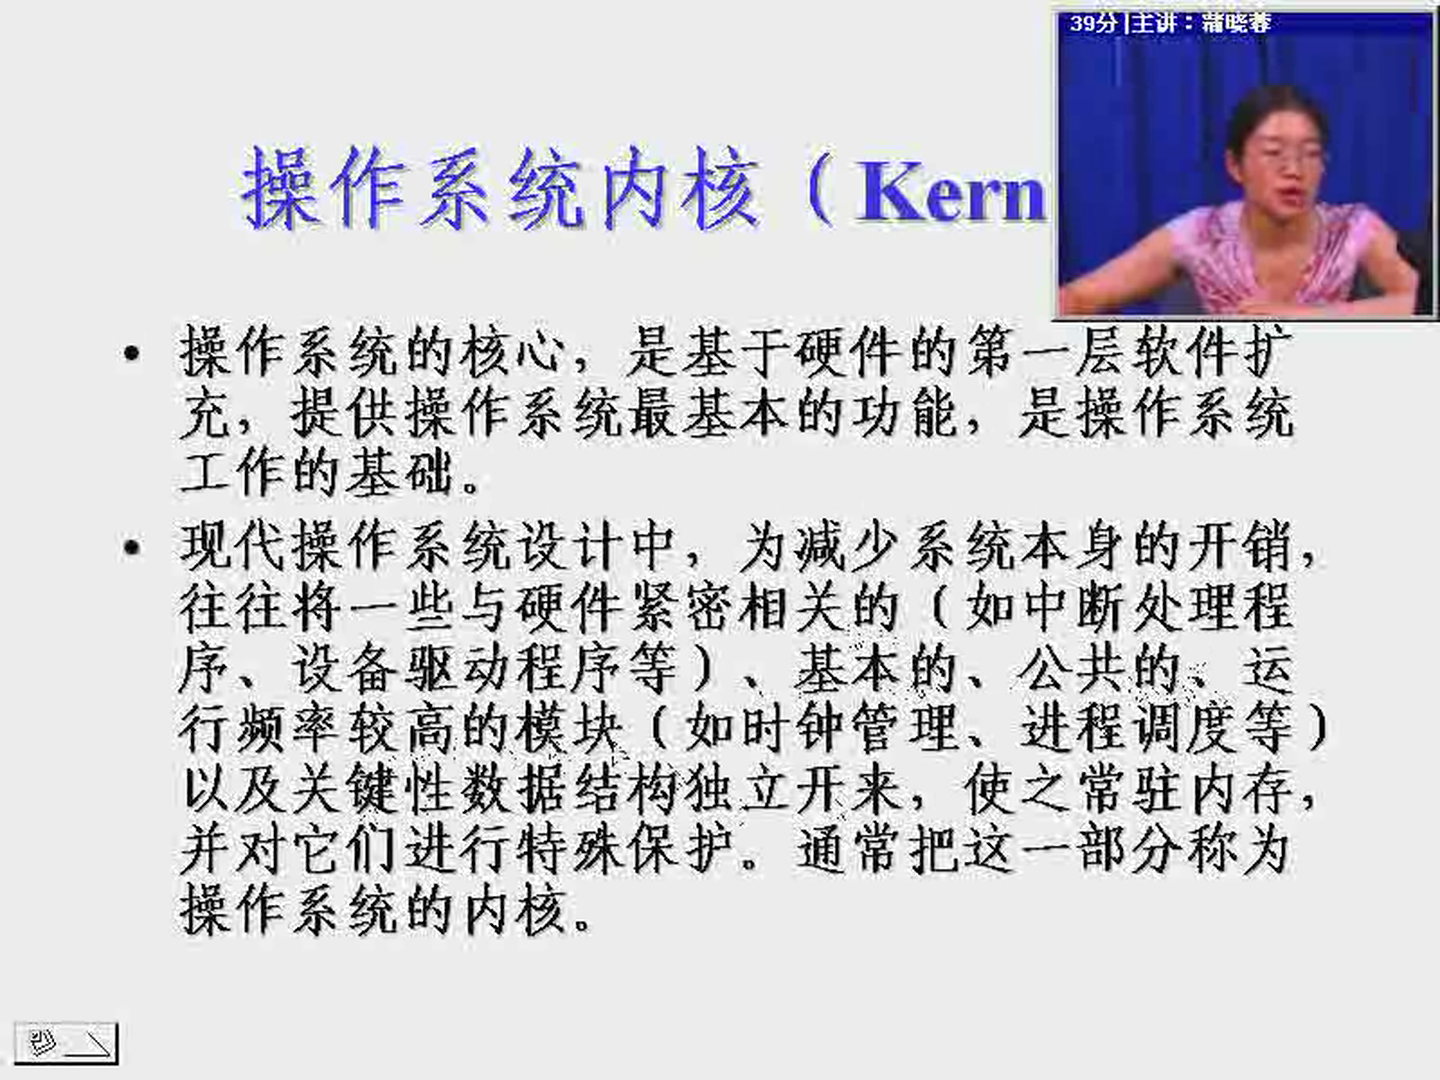 39分|主讲：蒲晓蓉
操作系统内核（Kern
• 操作系统的核心，是基于硬件的第一层软件扩
充，提供操作系统最基本的功能，是操作系统
工作的基础。
• 现代操作系统设计中，为减少系统本身的开销，
往往将一些与硬件紧密相关的（如中断处理程
序、设备驱动程序等）、基本的、公共的、运
行频率较高的模块（如时钟管理、进程调度等）
以及关键性数据结构独立开来，使之常驻内存，
并对它们进行特殊保护。通常把这一部分称为
操作系统的内核。